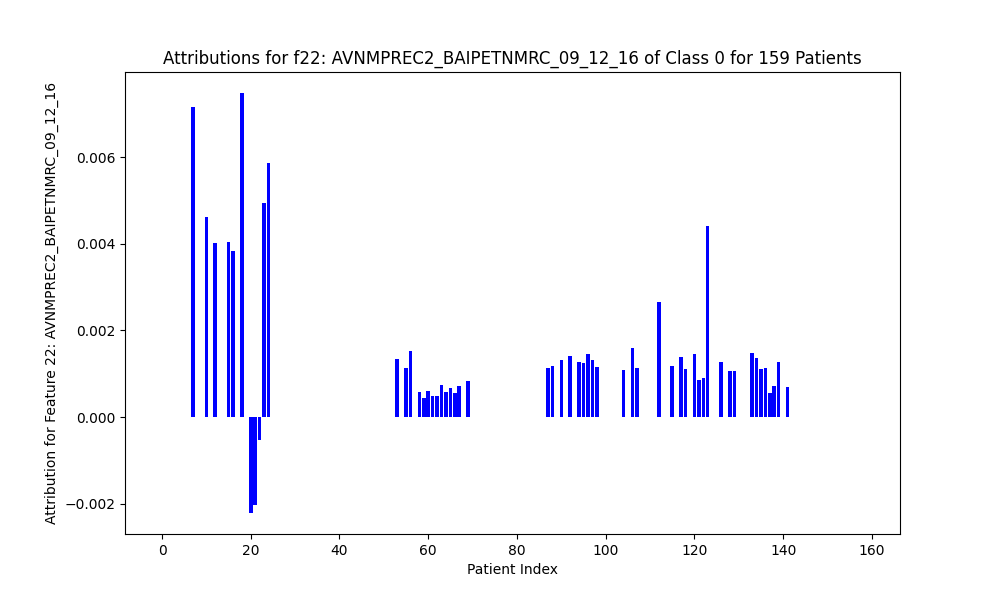 Attributions for f22: AVNMPREC2_BAIPETNMRC_09_12_16 of Class 0 for 159 Patients
Attribution for Feature 22: AVNMPREC2_BAIPETNMRC_09_12_16
0.006
0.004
0.002
0.000
−0.002
0 20 40 60 80 100 120 140 160
Patient Index